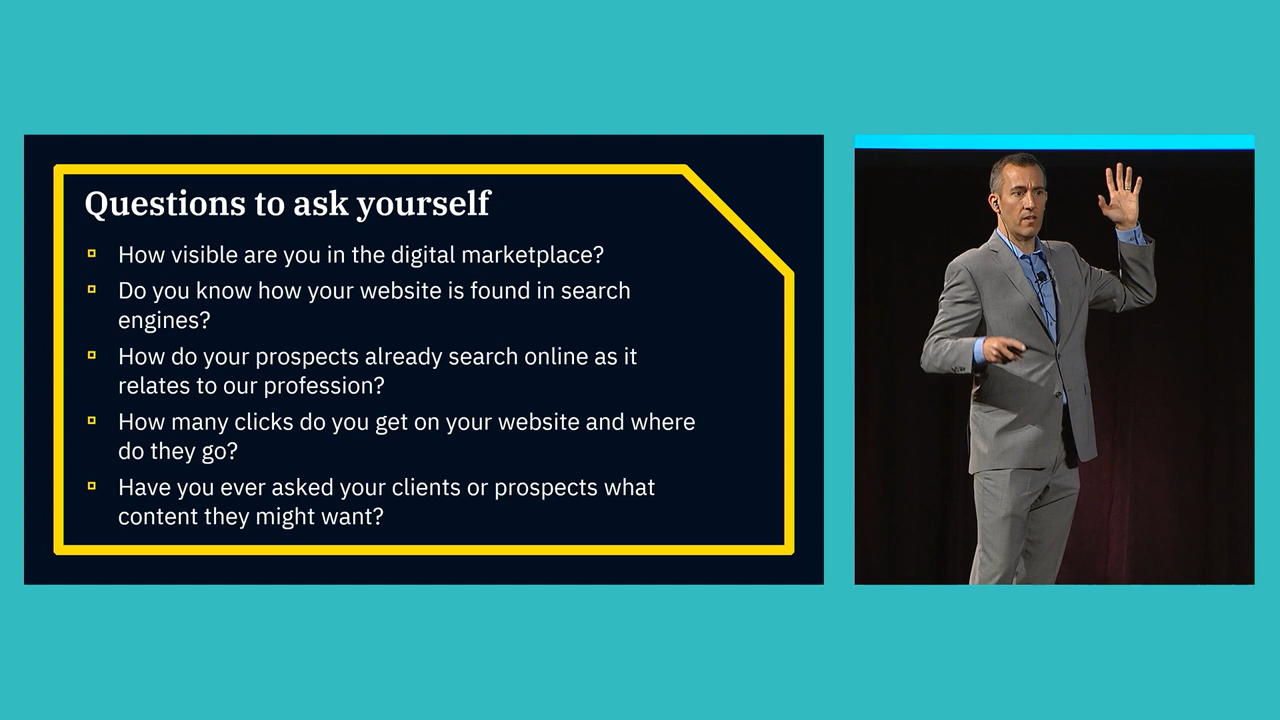 Questions to ask yourself
How visible are you in the digital marketplace?
Do you know how your website is found in search
engines?
How do your prospects already search online as it
relates to our profession?
How many clicks do you get on your website and where
do they go?
Have you ever asked your clients or prospects what
content they might want?